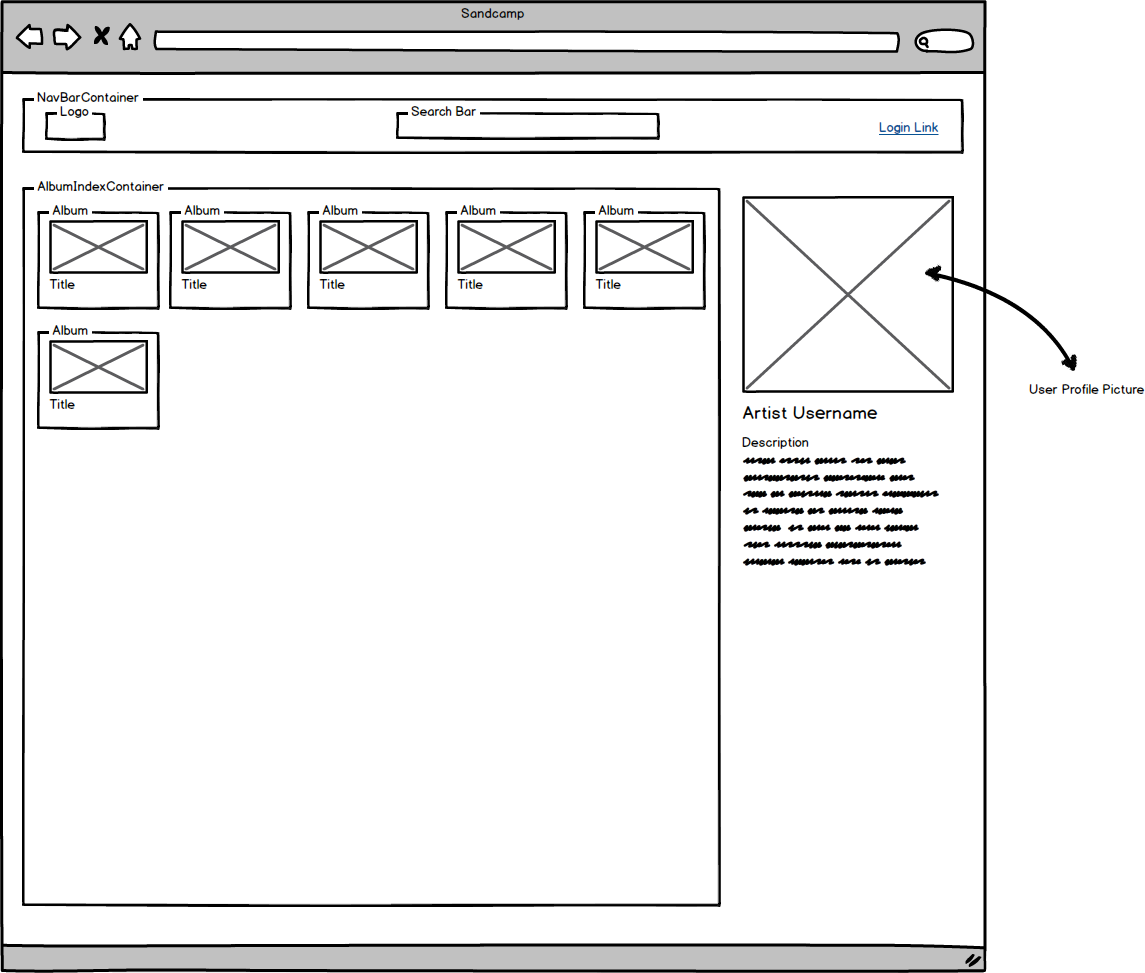 Sandcamp
NavBarContainer
Logo
Search Bar
Login Link
AlbumIndexContainer
Album
Title
Album
Title
Album
Title
Album
Title
Album
Title
Album
Title
User Profile Picture
Artist Username
Description